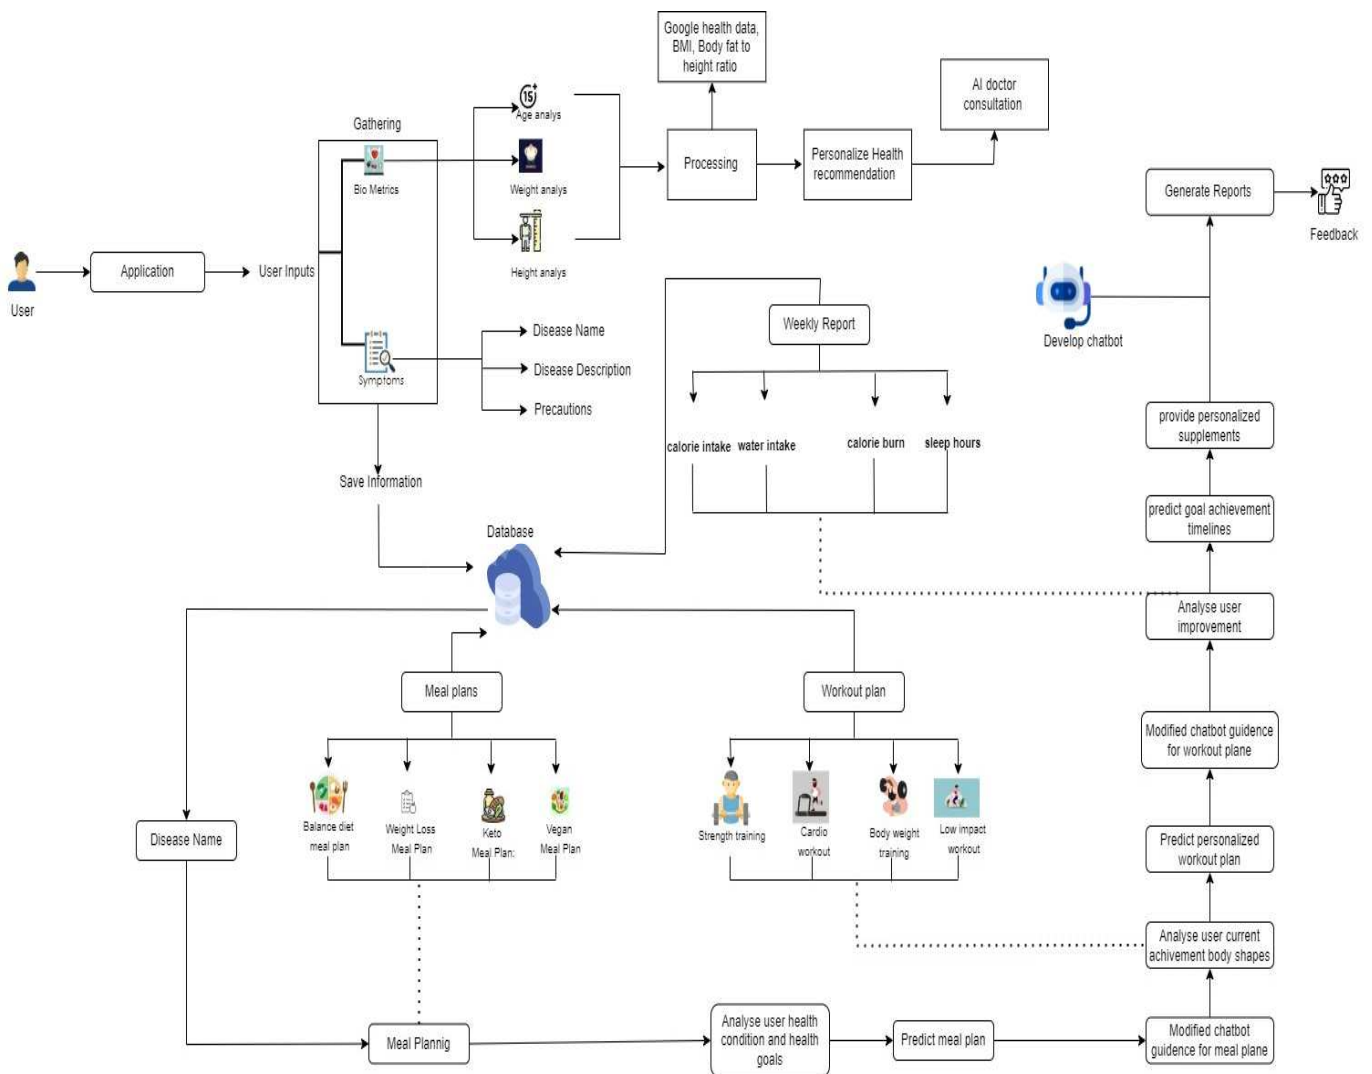 Google health data,
BMI, Body fat to
height ratio
AI doctor
consultation
15+
Age analys
Gathering
Processing
Personalize Health
recommendation
Bio Metrics
Weight analys
Generate Reports
Feedback
Application
User Inputs
Height analys
User
Weekly Report
Disease Name
Develop chatbot
Disease Description
Symptoms
Precautions
provide personalized
supplements
calorie intake
water intake
calorie burn
sleep hours
Save Information
predict goal achievement
timelines
Database
Analyse user
improvement
Meal plans
Workout plan
Modified chatbot guidence
for workout plane
Balance diet
meal plan
Weight Loss
Meal Plan
Keto
Meal Plan:
Vegan
Meal Plan
Strength training
Cardio
workout
Body weight
training
Low impact
workout
Disease Name
Predict personalized
workout plan
Analyse user current
achivement body shapes
Meal Plannig
Analyse user health
condition and health
goals
Predict meal plan
Modified chatbot
guidence for meal plane